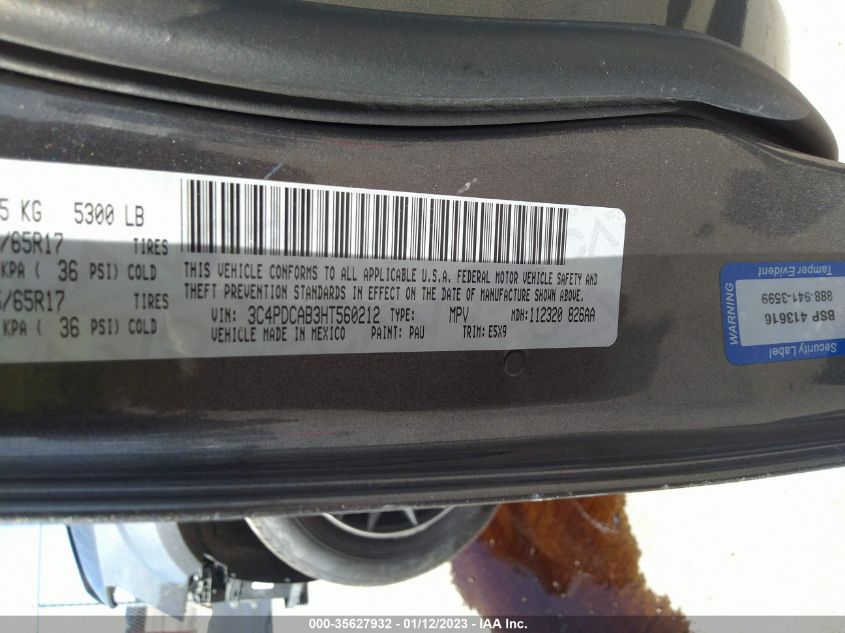 5 KG 5300 LB
/65R17 TIRES
KPA ( 36 PSI) COLD
/65R17 TIRES
KPA ( 36 PSI) COLD
THIS VEHICLE CONFORMS TO ALL APPLICABLE U.S.A. FEDERAL MOTOR VEHICLE SAFETY AND
THEFT PREVENTION STANDARDS IN EFFECT ON THE DATE OF MANUFACTURE SHOWN ABOVE.
VIN: 3C4PDCAB3HT560212 TYPE: MPV MDH:112320 826AA
VEHICLE MADE IN MEXICO PAINT: PAU TRIM: E5X9
WARNING
Security Label
BSP 413616
888-941-3599
Tamper Evident
000-35627932 - 01/12/2023 - IAA Inc.